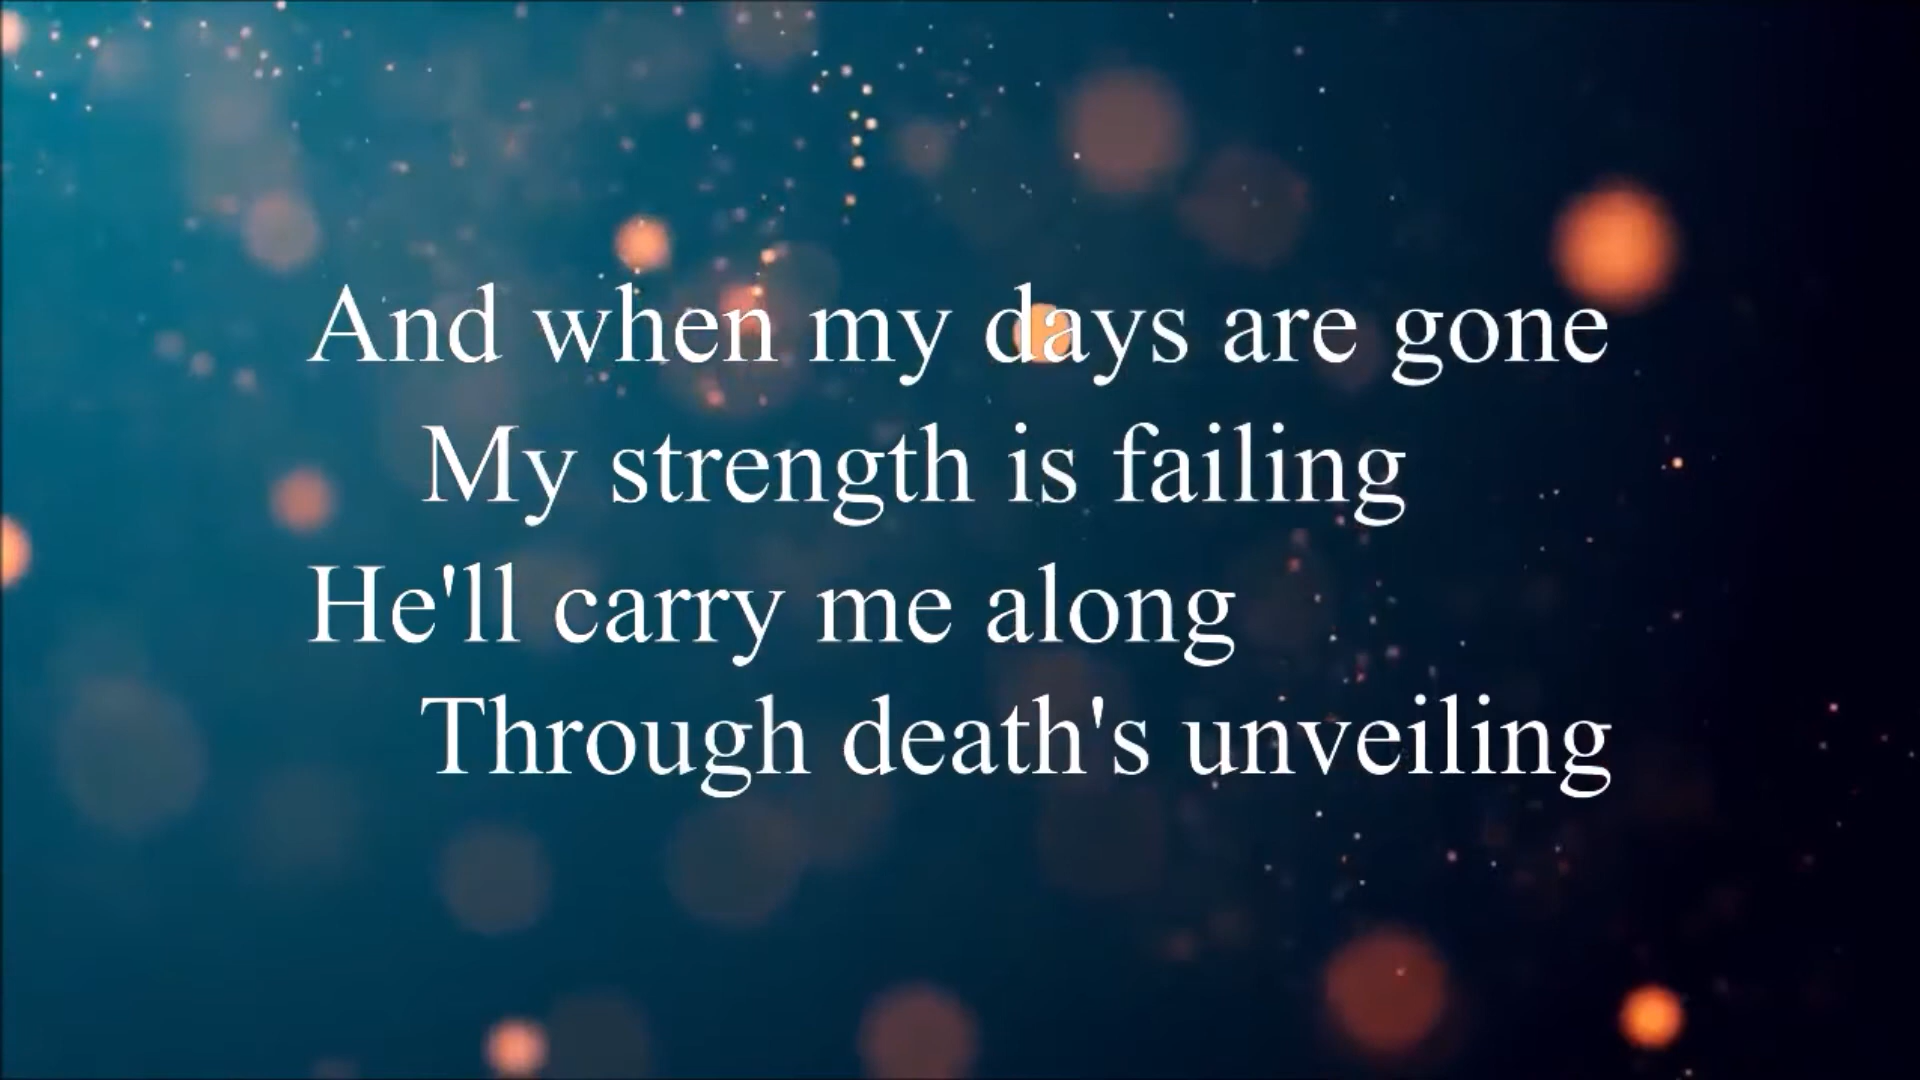 And when my days are gone
My strength is failing
He'll carry me along
Through death's unveiling